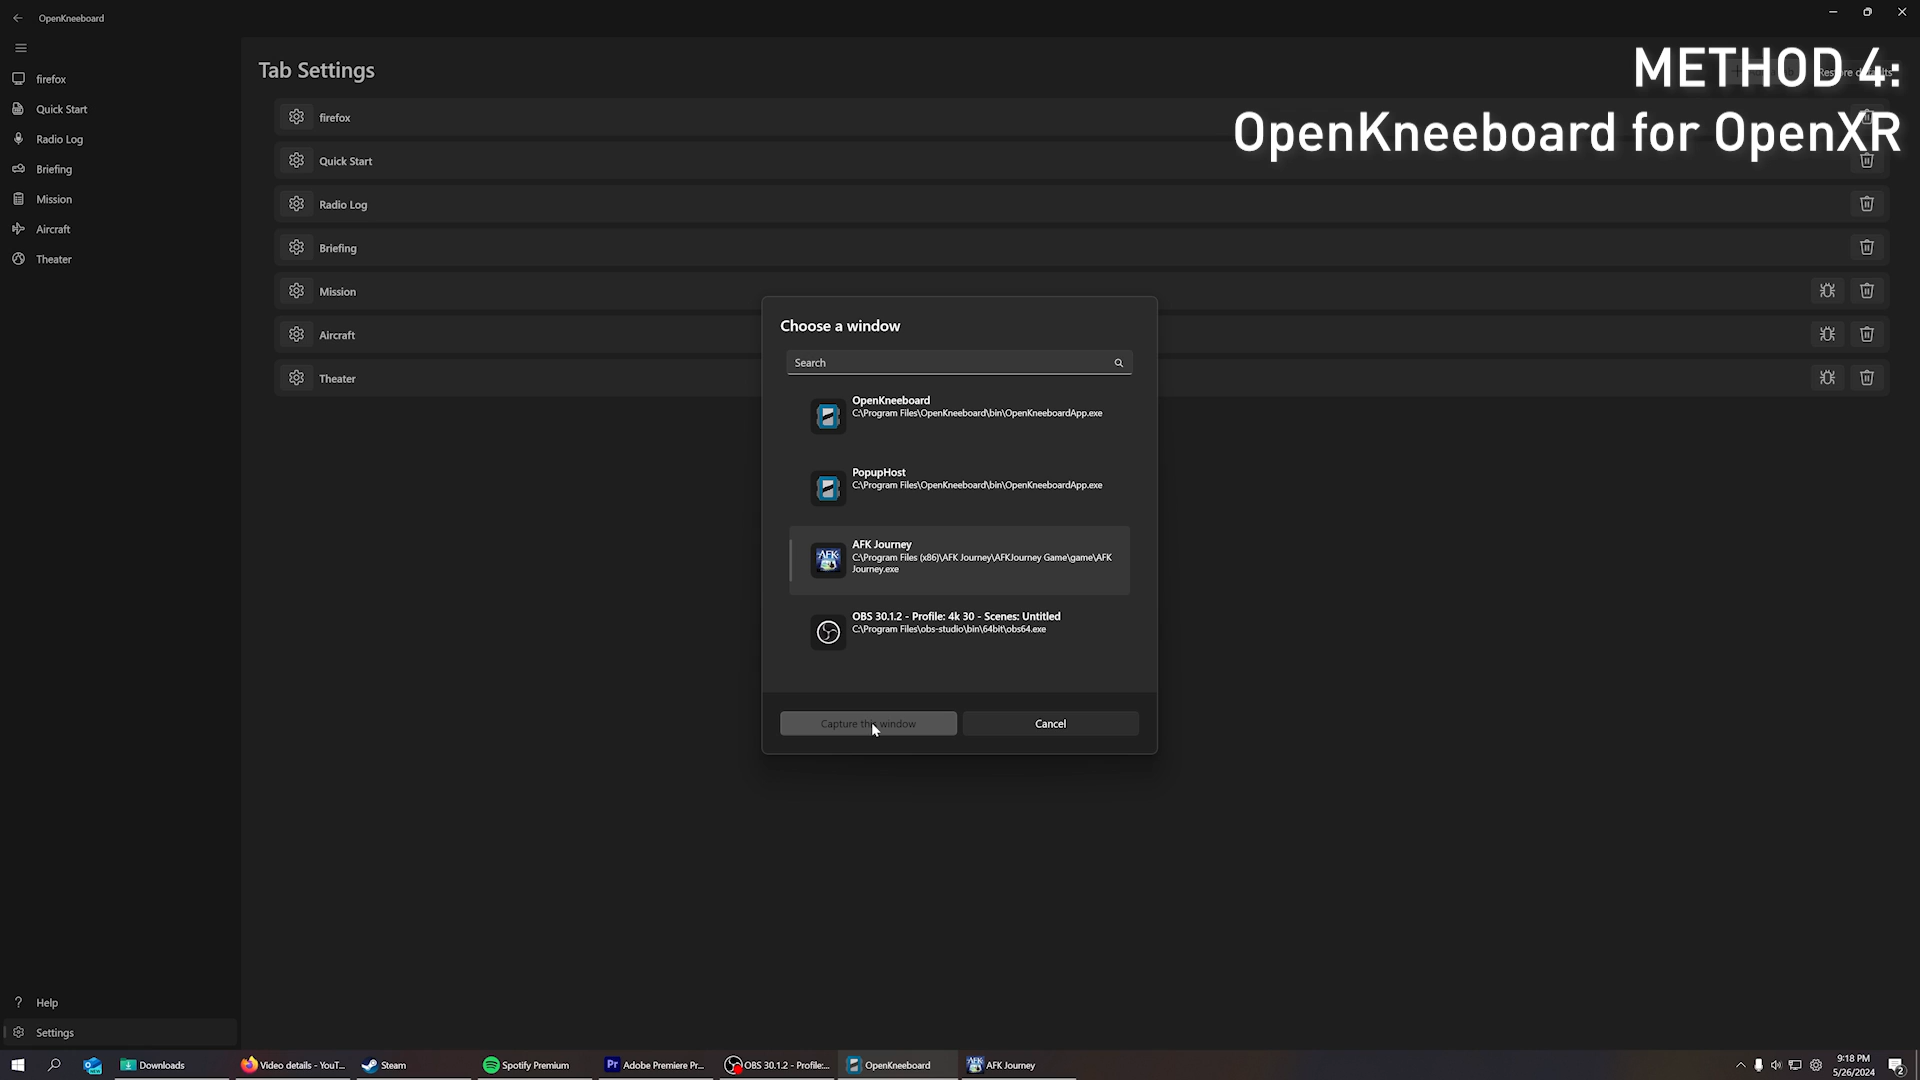 OpenKneeboard
METHOD 4:
OpenKneeboard for OpenXR
firefox
Quick Start
Radio Log
Briefing
Mission
Aircraft
Theater
Tab Settings
firefox
Quick Start
Radio Log
Briefing
Mission
Aircraft
Theater
Choose a window
Search
OpenKneeboard
C:\Program Files\OpenKneeboard\bin\OpenKneeboardApp.exe
PopupHost
C:\Program Files\OpenKneeboard\bin\OpenKneeboardApp.exe
AFK Journey
C:\Program Files (x86)\AFK Journey\AFKJourney Game\game\AFK
Journey.exe
OBS 30.1.2 - Profile: 4k 30 - Scenes: Untitled
C:\Program Files\obs-studio\bin\64bit\obs64.exe
Capture this window
Cancel
Help
Settings
Downloads
Video details - YouT...
Steam
Spotify Premium
Adobe Premiere Pr...
OBS 30.1.2 - Profile:...
OpenKneeboard
AFK Journey
9:18 PM
5/26/2024
2